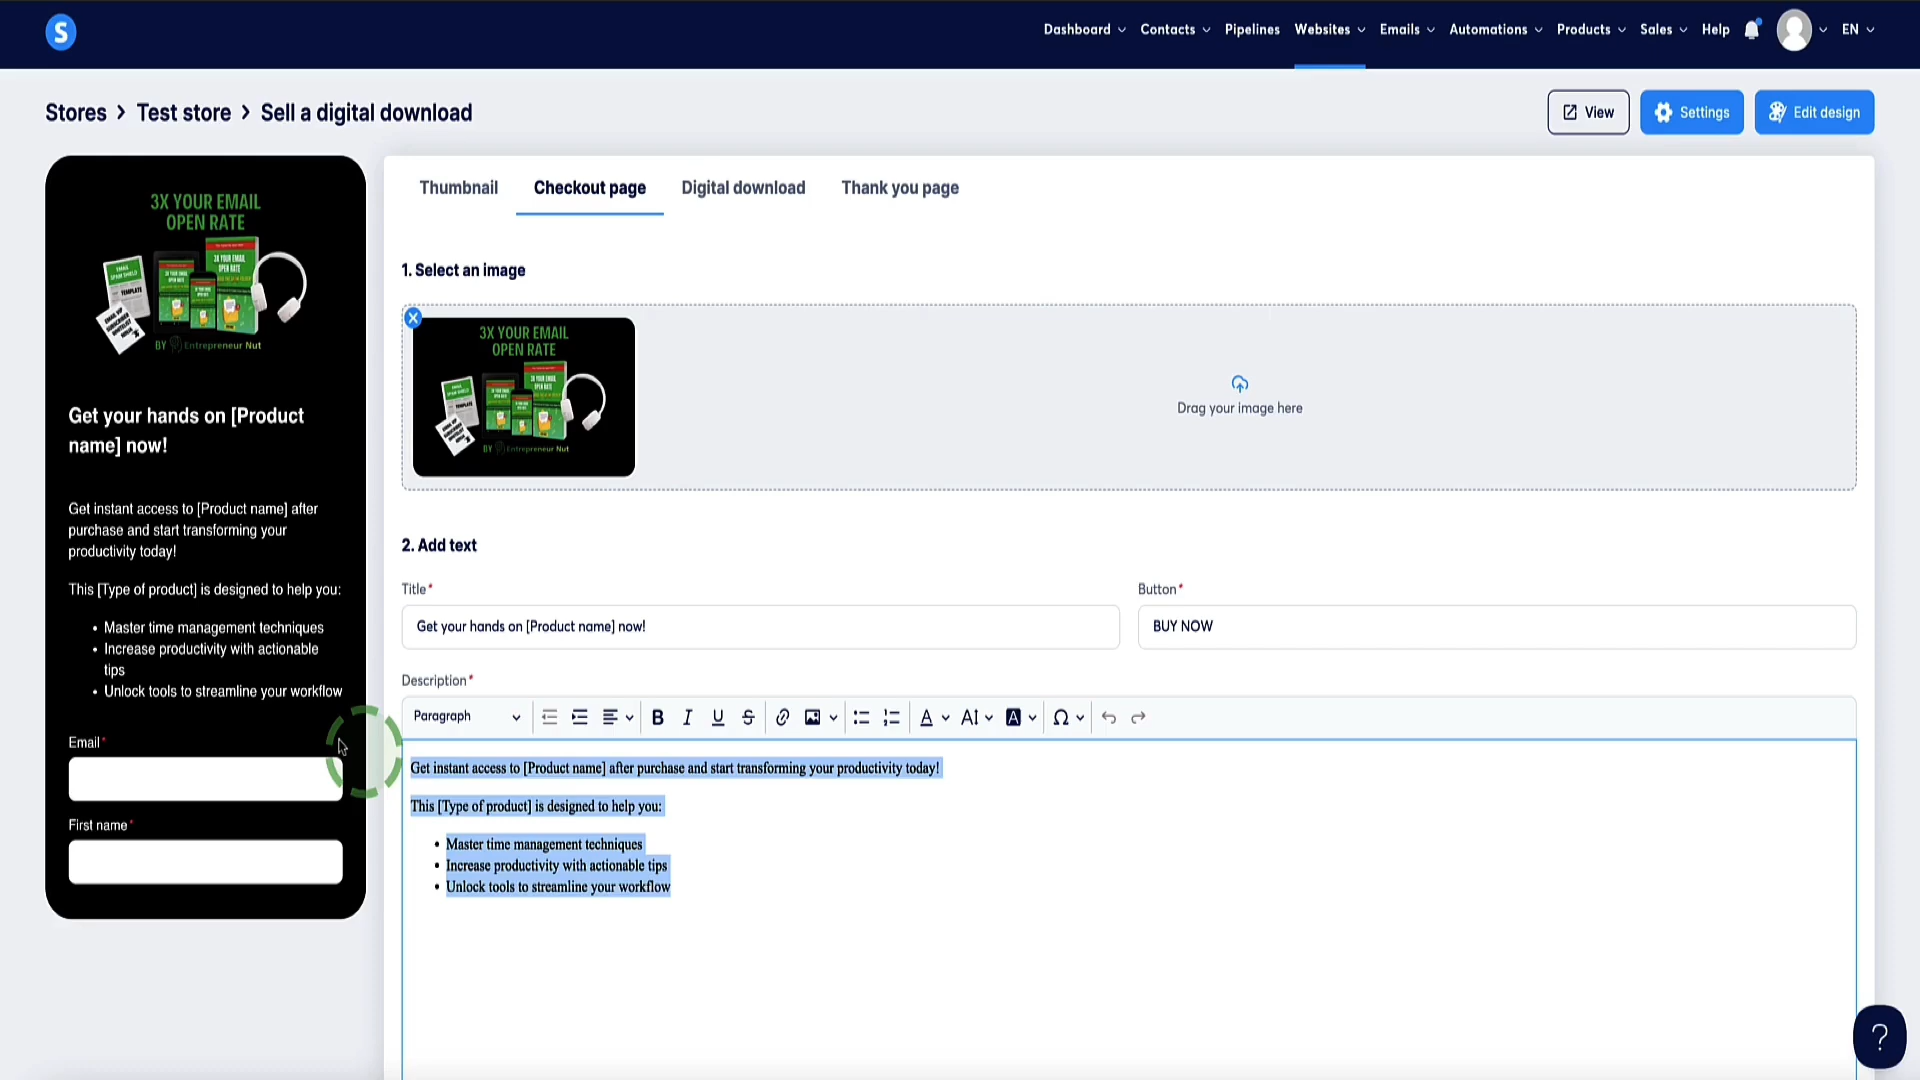 S
Dashboard
Contacts
Pipelines
Websites
Emails
Automations
Products
Sales
Help
EN
Stores > Test store > Sell a digital download
View
Settings
Edit design
3X YOUR EMAIL
OPEN RATE
BY Entrepreneur Nut
Get your hands on [Product
name] now!
Get instant access to [Product name] after
purchase and start transforming your
productivity today!
This [Type of product] is designed to help you:
• Master time management techniques
• Increase productivity with actionable
tips
• Unlock tools to streamline your workflow
Email*
First name*
Thumbnail
Checkout page
Digital download
Thank you page
1. Select an image
3X YOUR EMAIL
OPEN RATE
BY Entrepreneur Nut
Drag your image here
2. Add text
Title*
Get your hands on [Product name] now!
Button*
BUY NOW
Description*
Paragraph
Get instant access to [Product name] after purchase and start transforming your productivity today!
This [Type of product] is designed to help you:
• Master time management techniques
• Increase productivity with actionable tips
• Unlock tools to streamline your workflow
?